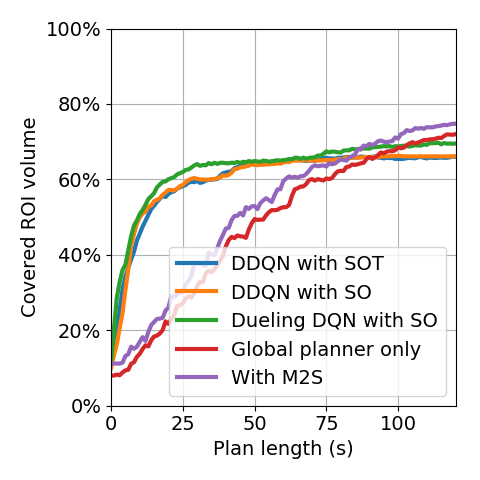 100%
80%
60%
40%
20%
0%
Covered ROI volume
DDQN with SOT
DDQN with SO
Dueling DQN with SO
Global planner only
With M2S
0
25
50
75
100
Plan length (s)